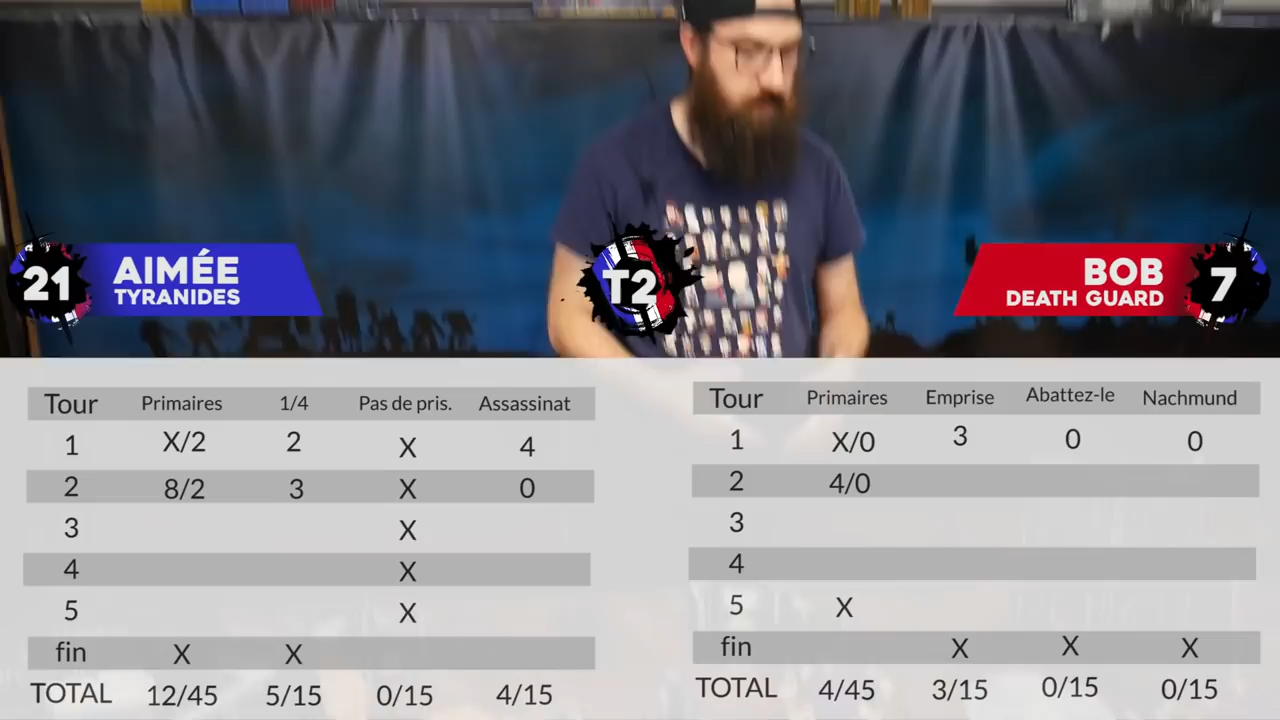 21 AIMÉE TYRANIDES
T2
BOB DEATH GUARD 7
Tour Primaires 1/4 Pas de pris. Assassinat
1 X/2 2 X 4
2 8/2 3 X 0
3 X
4 X
5 X
fin X X
TOTAL 12/45 5/15 0/15 4/15
Tour Primaires Emprise Abattez-le Nachmund
1 X/0 3 0 0
2 4/0
3
4
5 X
fin X X X
TOTAL 4/45 3/15 0/15 0/15